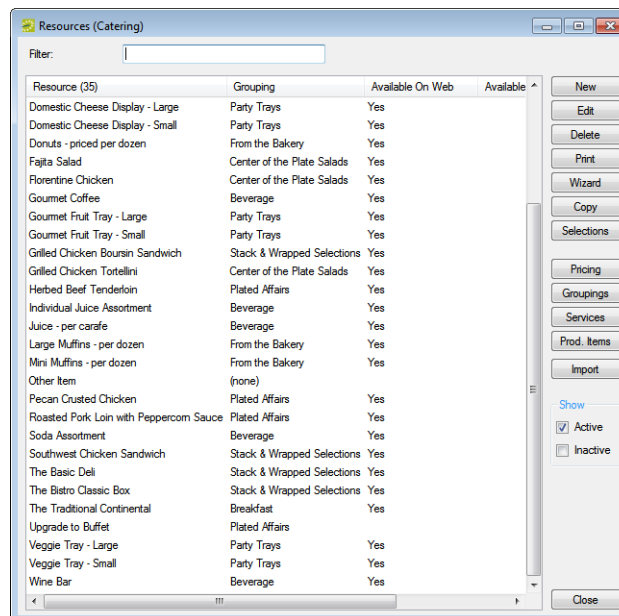 Resources (Catering)
Filter:
Resource (35) Grouping Available On Web Available
Domestic Cheese Display - Large Party Trays Yes
Domestic Cheese Display - Small Party Trays Yes
Donuts - priced per dozen From the Bakery Yes
Fajita Salad Center of the Plate Salads Yes
Florentine Chicken Center of the Plate Salads Yes
Gourmet Coffee Beverage Yes
Gourmet Fruit Tray - Large Party Trays Yes
Gourmet Fruit Tray - Small Party Trays Yes
Grilled Chicken Boursin Sandwich Stack & Wrapped Selections Yes
Grilled Chicken Tortellini Center of the Plate Salads Yes
Herbed Beef Tenderloin Plated Affairs Yes
Individual Juice Assortment Beverage Yes
Juice - per carafe Beverage Yes
Large Muffins - per dozen From the Bakery Yes
Mini Muffins - per dozen From the Bakery Yes
Other Item (none)
Pecan Crusted Chicken Plated Affairs Yes
Roasted Pork Loin with Peppercorn Sauce Plated Affairs Yes
Soda Assortment Beverage Yes
Southwest Chicken Sandwich Stack & Wrapped Selections Yes
The Basic Deli Stack & Wrapped Selections Yes
The Bistro Classic Box Stack & Wrapped Selections Yes
The Traditional Continental Breakfast Yes
Upgrade to Buffet Plated Affairs
Veggie Tray - Large Party Trays Yes
Veggie Tray - Small Party Trays Yes
Wine Bar Beverage Yes
New
Edit
Delete
Print
Wizard
Copy
Selections
Pricing
Groupings
Services
Prod. Items
Import
Show
Active
Inactive
Close